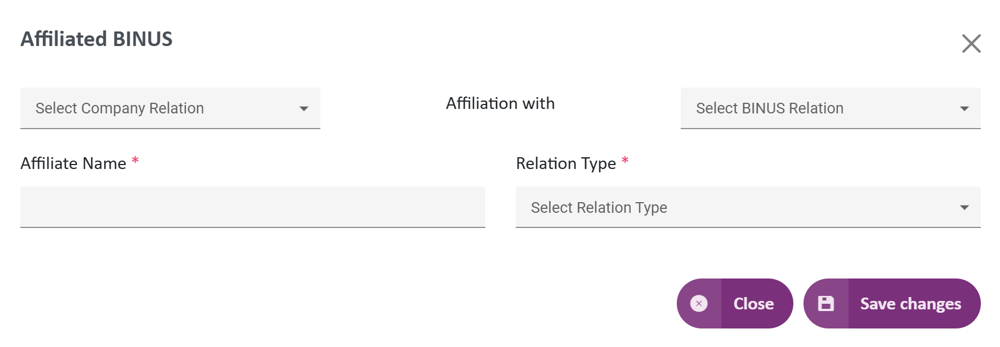 Affiliated BINUS
Select Company Relation
Affiliation with
Select BINUS Relation
Affiliate Name *
Relation Type *
Select Relation Type
Close
Save changes